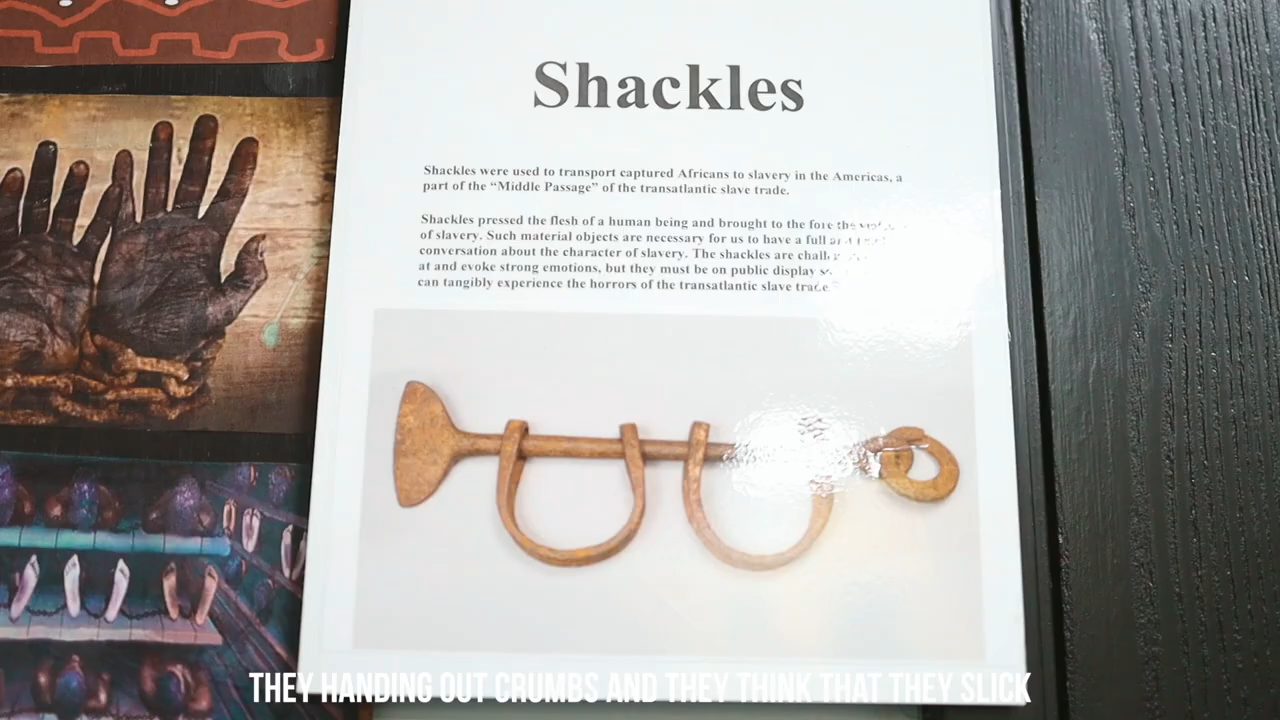 Shackles
Shackles were used to transport captured Africans to slavery in the Americas, a
part of the “Middle Passage” of the transatlantic slave trade.
Shackles pressed the flesh of a human being and brought to the fore the
of slavery. Such material objects are necessary for us to have a full
conversation about the character of slavery. The shackles are
at and evoke strong emotions, but they must be on public display
can tangibly experience the horrors of the transatlantic slave trade.
THEY HANDING OUT CRUMBS AND THEY THINK THAT THEY SLICK